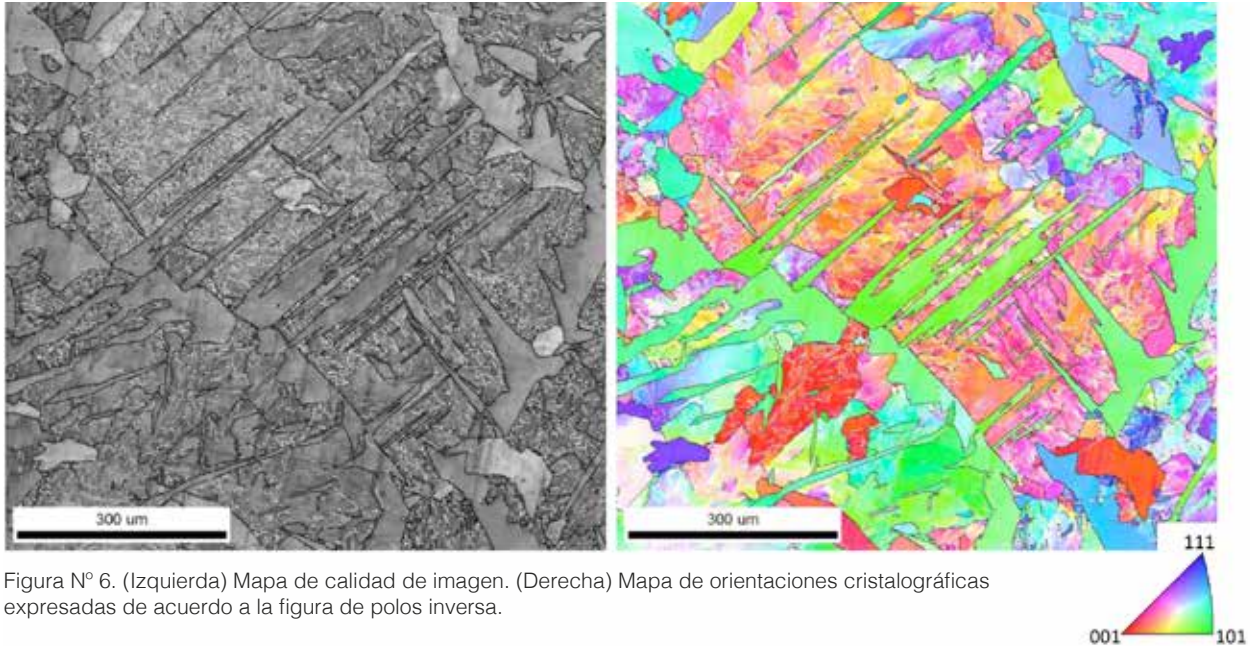 300 um
300 um
111
001
101
Figura Nº 6. (Izquierda) Mapa de calidad de imagen. (Derecha) Mapa de orientaciones cristalográficas
expresadas de acuerdo a la figura de polos inversa.